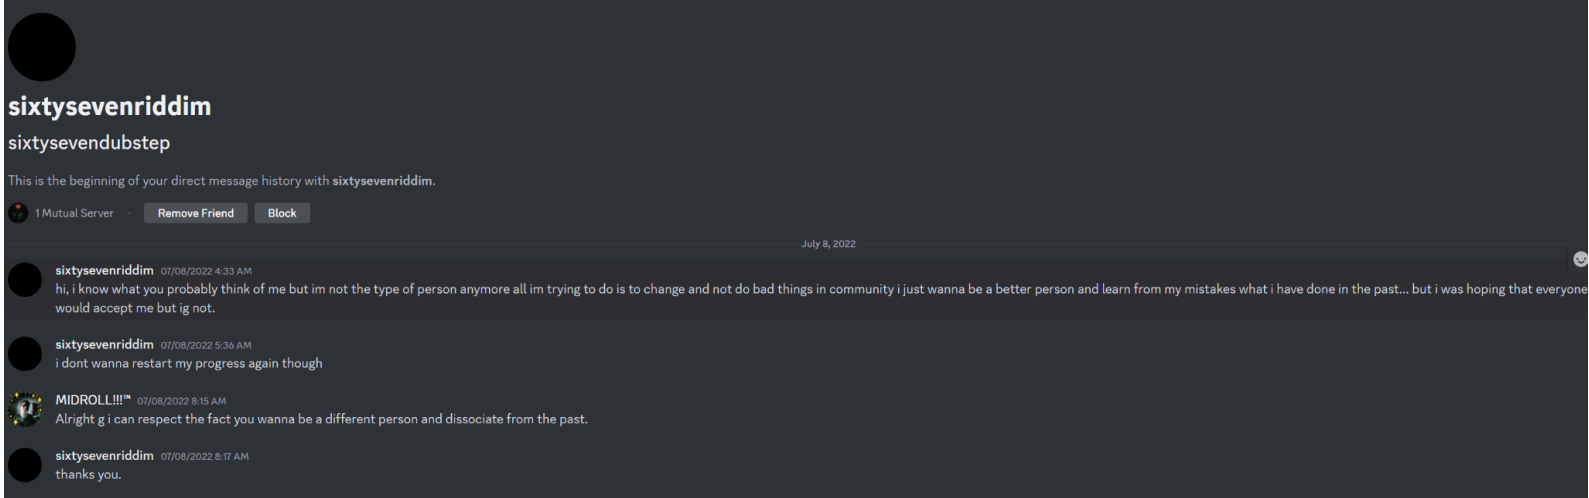 sixtysevenriddim
sixtysevendubstep
This is the beginning of your direct message history with sixtysevenriddim.
1 Mutual Server
Remove Friend
Block
July 8, 2022
sixtysevenriddim 07/08/2022 4:33 AM
hi, i know what you probably think of me but im not the type of person anymore all im trying to do is to change and not do bad things in community i just wanna be a better person and learn from my mistakes what i have done in the past... but i was hoping that everyone
would accept me but ig not.
sixtysevenriddim 07/08/2022 5:36 AM
i dont wanna restart my progress again though
MIDROLL!!!™ 07/08/2022 8:15 AM
Alright g i can respect the fact you wanna be a different person and dissociate from the past.
sixtysevenriddim 07/08/2022 8:17 AM
thanks you.